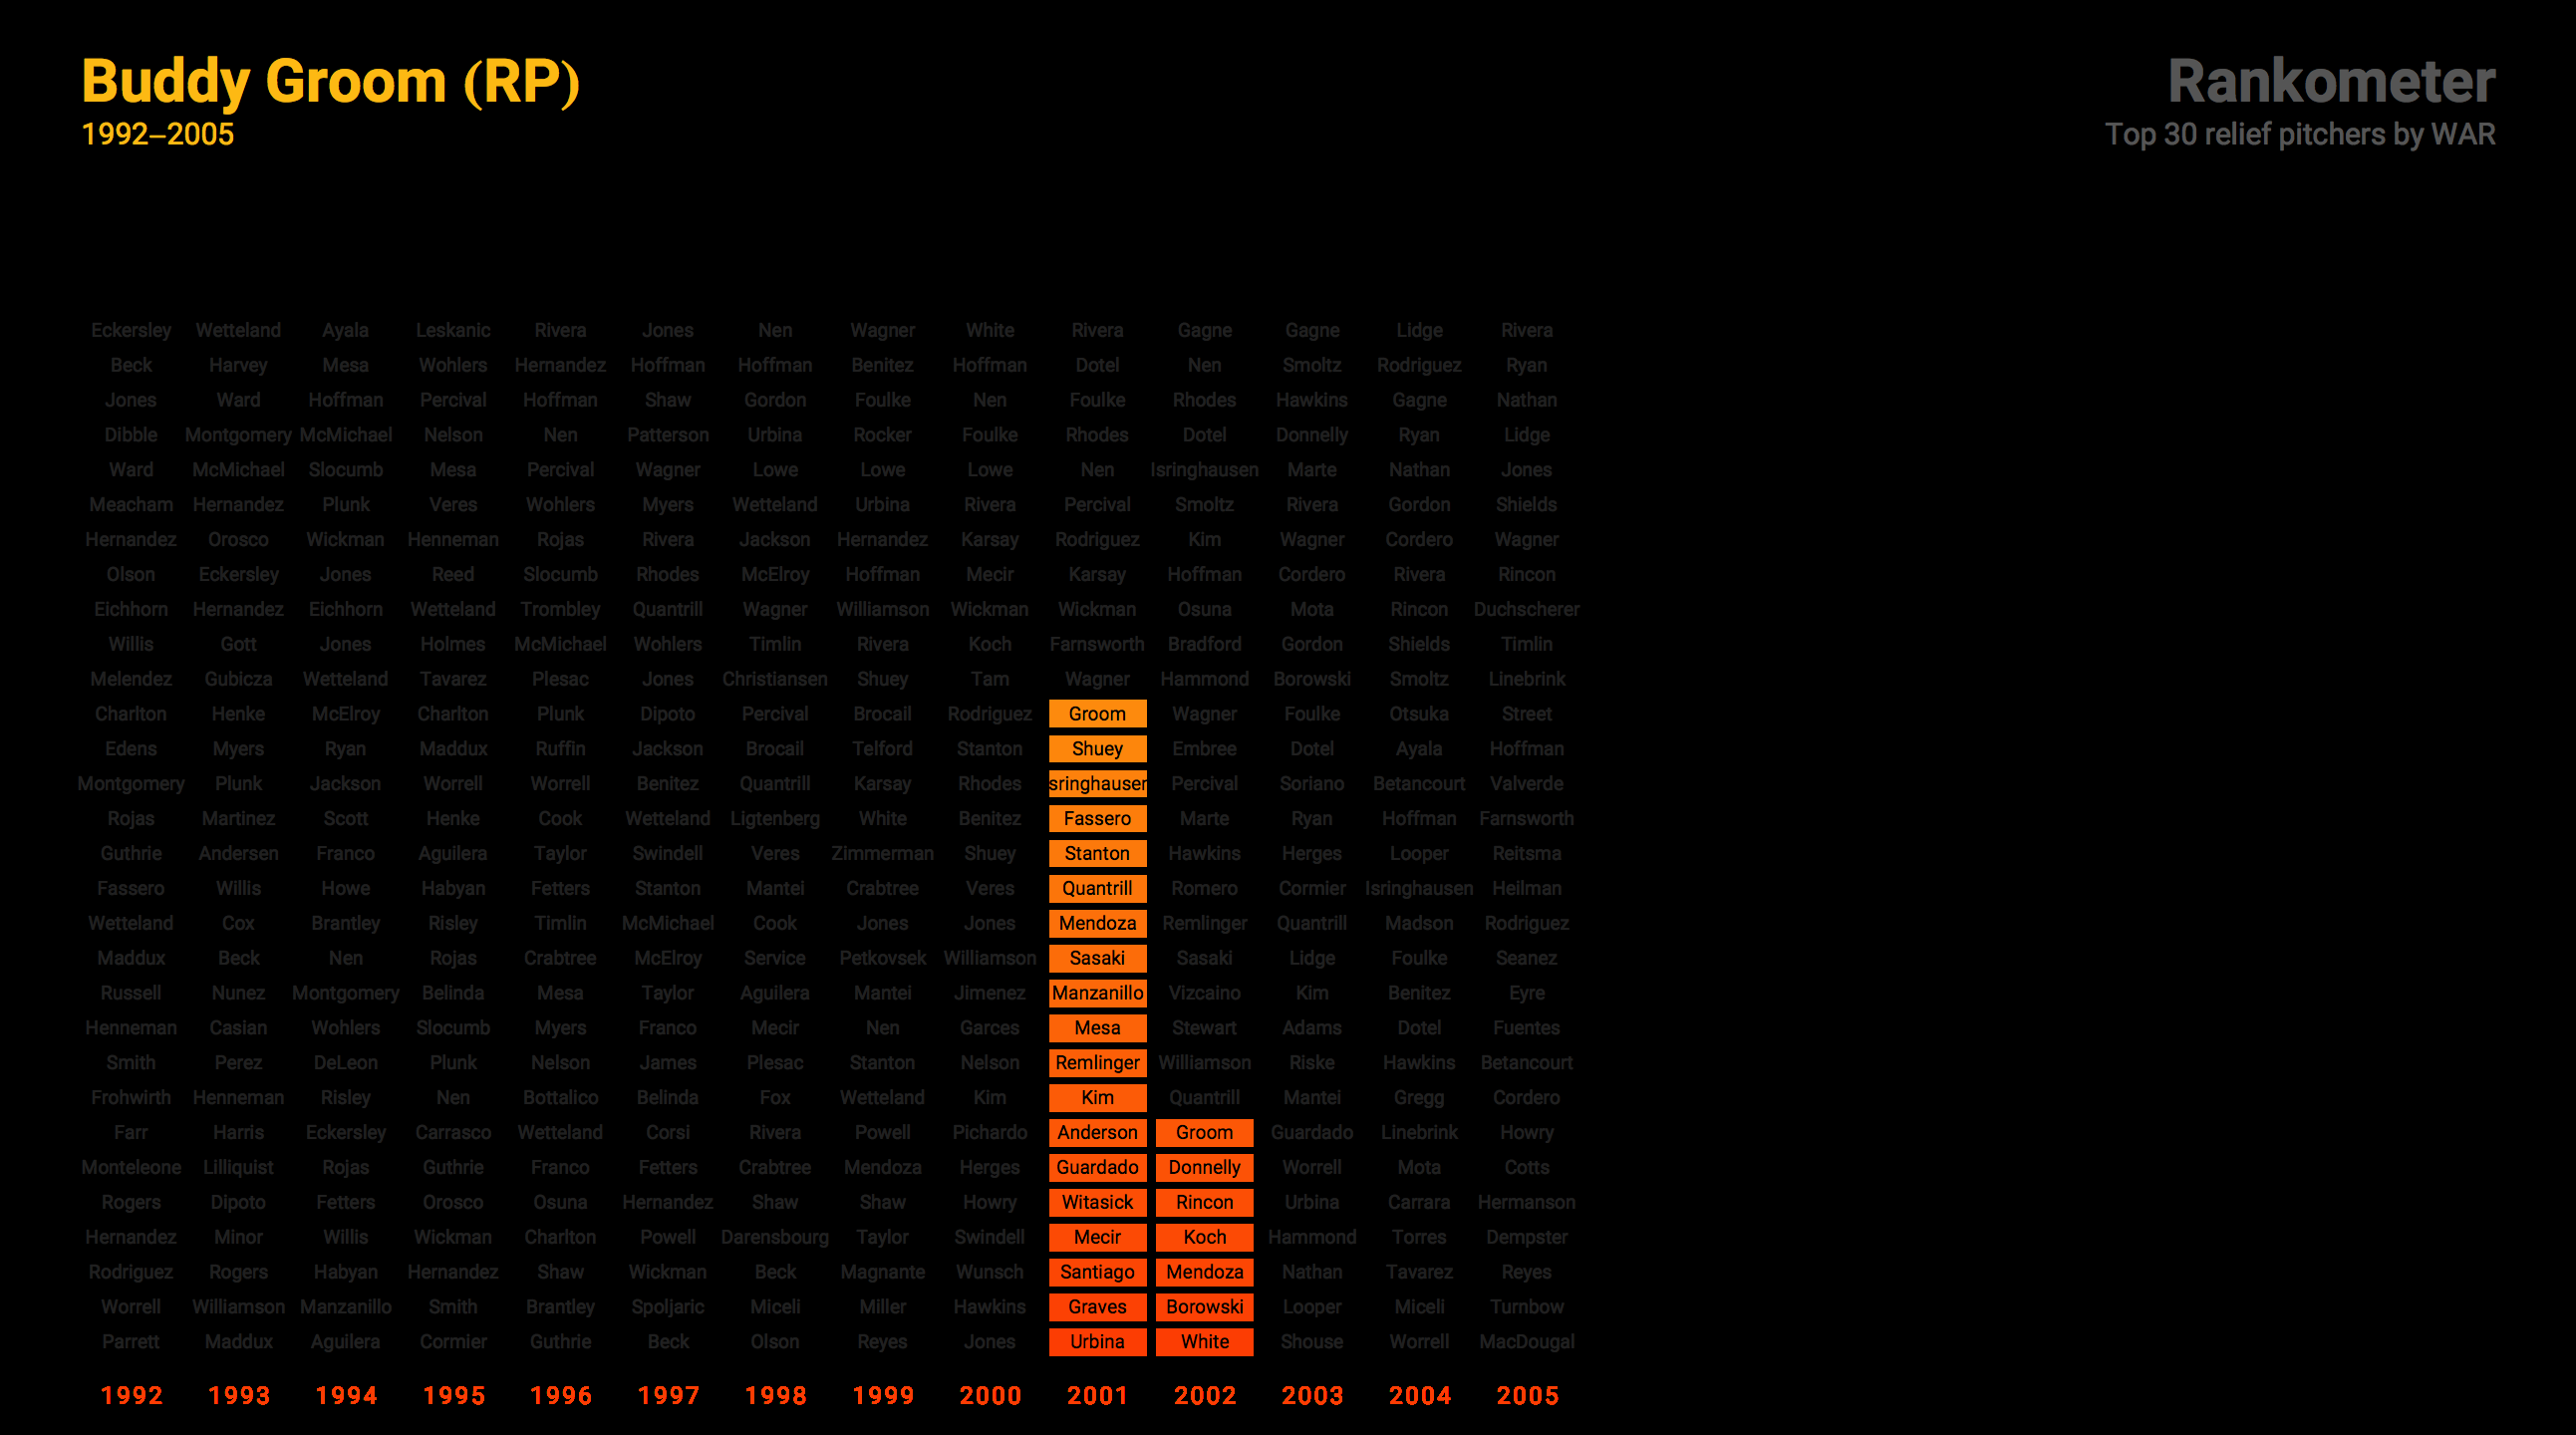 Buddy Groom (RP)
1992–2005
Rankometer
Top 30 relief pitchers by WAR
Eckersley Wetteland Ayala Leskanic Rivera Jones Nen Wagner White Rivera Gagne Gagne Lidge Rivera
Beck Harvey Mesa Wohlers Hernandez Hoffman Hoffman Benitez Hoffman Dotel Nen Smoltz Rodriguez Ryan
Jones Ward Hoffman Percival Hoffman Shaw Gordon Foulke Nen Foulke Rhodes Hawkins Gagne Nathan
Dibble Montgomery McMichael Nelson Nen Patterson Urbina Rocker Foulke Rhodes Dotel Donnelly Ryan Lidge
Ward McMichael Slocumb Mesa Percival Wagner Lowe Lowe Lowe Nen Isringhausen Marte Nathan Jones
Meacham Hernandez Plunk Veres Wohlers Myers Wetteland Urbina Rivera Percival Smoltz Rivera Gordon Shields
Hernandez Orosco Wickman Henneman Rojas Rivera Jackson Hernandez Karsay Rodriguez Kim Wagner Cordero Wagner
Olson Eckersley Jones Reed Slocumb Rhodes McElroy Hoffman Mecir Karsay Hoffman Cordero Rivera Rincon
Eichhorn Hernandez Eichhorn Wetteland Trombley Quantrill Wagner Williamson Wickman Wickman Osuna Mota Rincon Duchscherer
Willis Gott Jones Holmes McMichael Wohlers Timlin Rivera Koch Farnsworth Bradford Gordon Shields Timlin
Melendez Gubicza Wetteland Tavarez Plesac Jones Christiansen Shuey Tam Wagner Hammond Borowski Smoltz Linebrink
Charlton Henke McElroy Charlton Plunk Dipoto Percival Brocail Rodriguez Groom Wagner Foulke Otsuka Street
Edens Myers Ryan Maddux Ruffin Jackson Brocail Telford Stanton Shuey Embree Dotel Ayala Hoffman
Montgomery Plunk Jackson Worrell Worrell Benitez Quantrill Karsay Rhodes sringhauser Percival Soriano Betancourt Valverde
Rojas Martinez Scott Henke Cook Wetteland Ligtenberg White Benitez Fassero Marte Ryan Hoffman Farnsworth
Guthrie Andersen Franco Aguilera Taylor Swindell Veres Zimmerman Shuey Stanton Hawkins Herges Looper Reitsma
Fassero Willis Howe Habyan Fetters Stanton Mantei Crabtree Veres Quantrill Romero Cormier Isringhausen Heilman
Wetteland Cox Brantley Risley Timlin McMichael Cook Jones Jones Mendoza Remlinger Quantrill Madson Rodriguez
Maddux Beck Nen Rojas Crabtree McElroy Service Petkovsek Williamson Sasaki Sasaki Lidge Foulke Seanez
Russell Nunez Montgomery Belinda Mesa Taylor Aguilera Mantei Jimenez Manzanillo Vizcaino Kim Benitez Eyre
Henneman Casian Wohlers Slocumb Myers Franco Mecir Nen Garces Mesa Stewart Adams Dotel Fuentes
Smith Perez DeLeon Plunk Nelson James Plesac Stanton Nelson Remlinger Williamson Riske Hawkins Betancourt
Frohwirth Henneman Risley Nen Bottalico Belinda Fox Wetteland Kim Kim Quantrill Mantei Gregg Cordero
Farr Harris Eckersley Carrasco Wetteland Corsi Rivera Powell Pichardo Anderson Groom Guardado Linebrink Howry
Monteleone Lilliquist Rojas Guthrie Franco Fetters Crabtree Mendoza Herges Guardado Donnelly Worrell Mota Cotts
Rogers Dipoto Fetters Orosco Osuna Hernandez Shaw Shaw Howry Witasick Rincon Urbina Carrara Hermanson
Hernandez Minor Willis Wickman Charlton Powell Darensbourg Taylor Swindell Mecir Koch Hammond Torres Dempster
Rodriguez Rogers Habyan Hernandez Shaw Wickman Beck Magnante Wunsch Santiago Mendoza Nathan Tavarez Reyes
Worrell Williamson Manzanillo Smith Brantley Spoljaric Miceli Miller Hawkins Graves Borowski Looper Miceli Turnbow
Parrett Maddux Aguilera Cormier Guthrie Beck Olson Reyes Jones Urbina White Shouse Worrell MacDougal
1992 1993 1994 1995 1996 1997 1998 1999 2000 2001 2002 2003 2004 2005